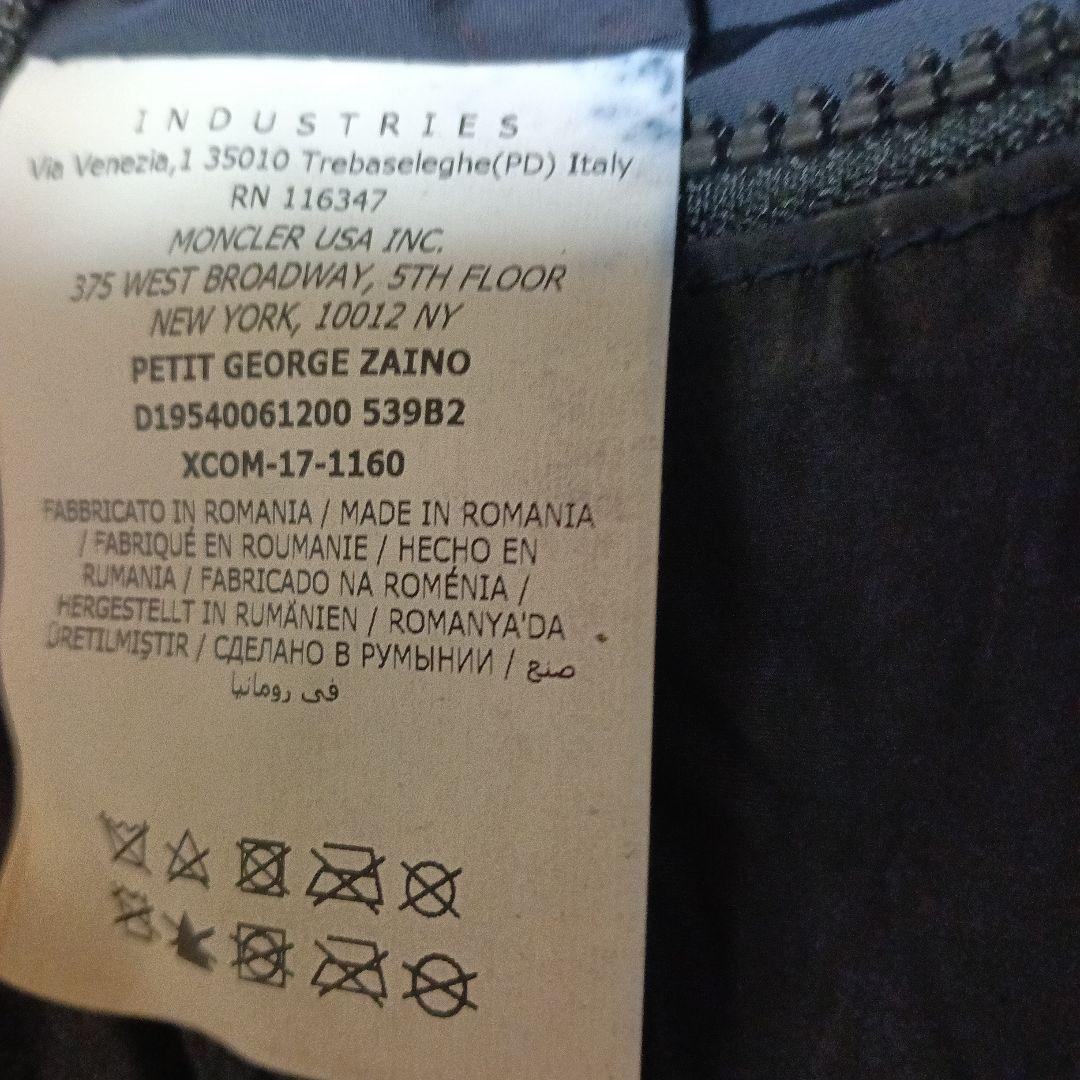 INDUSTRIES
Via Venezia,1 35010 Trebaseleghe(PD) Italy
RN 116347
MONCLER USA INC.
375 WEST BROADWAY, 5TH FLOOR
NEW YORK, 10012 NY
PETIT GEORGE ZAINO
D19540061200 539B2
XCOM-17-1160
FABBRICATO IN ROMANIA / MADE IN ROMANIA
/ FABRIQUÉ EN ROUMANIE / HECHO EN
RUMANIA / FABRICADO NA ROMÉNIA /
HERGESTELLT IN RUMÄNIEN / ROMANYA'DA
ÜRETILMIŞTIR / СДЕЛАНО В РУМЫНИИ / صنع
فى رومانيا